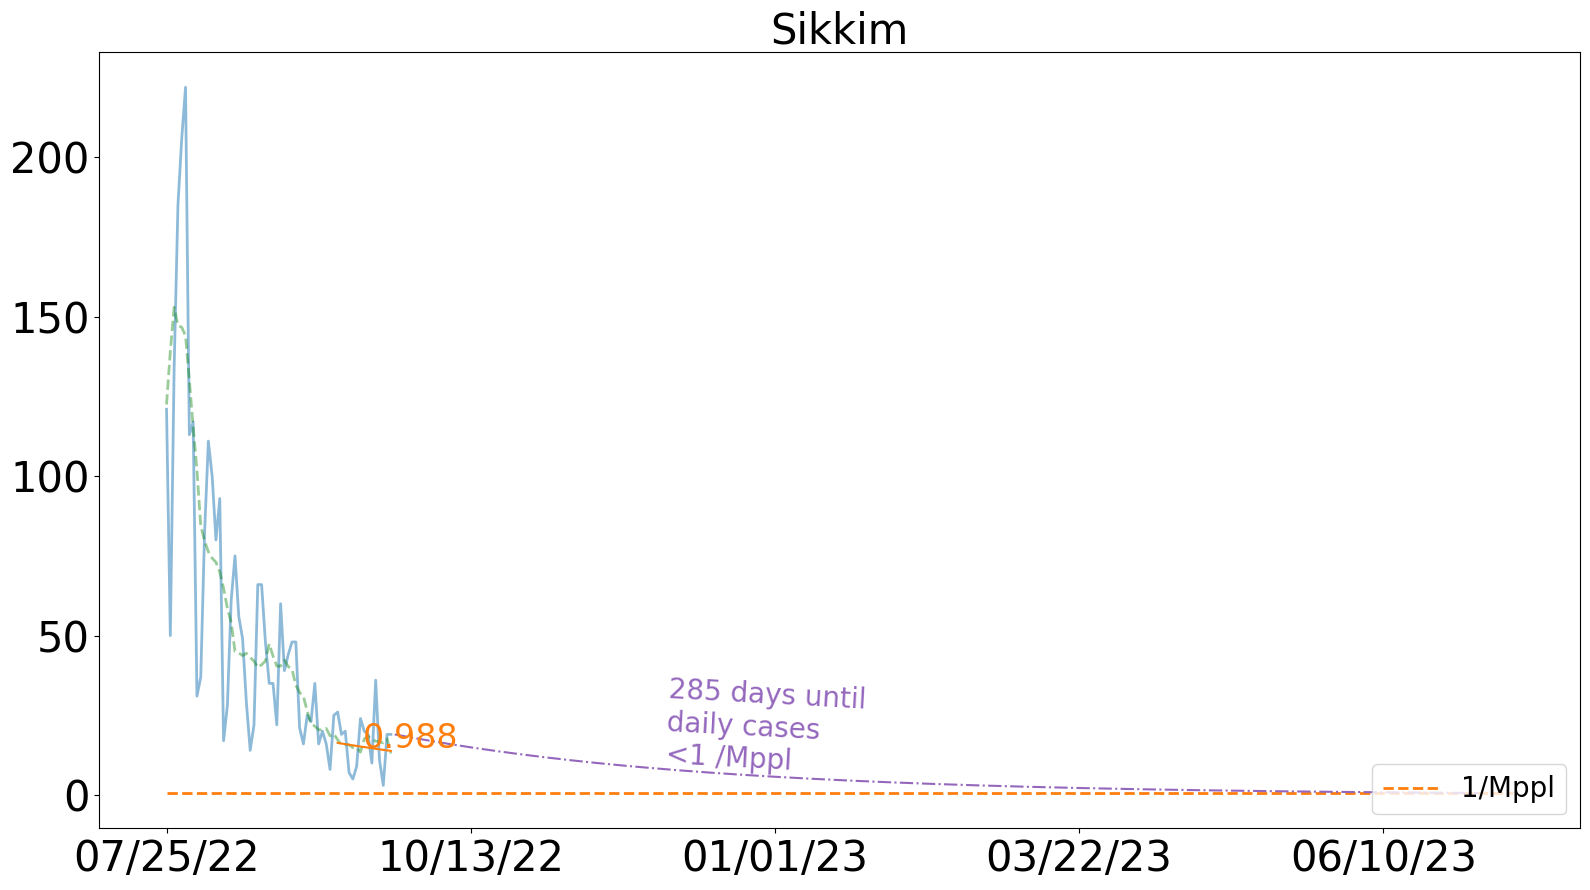 Sikkim
200
150
100
50
0
0.988
285 days until
daily cases
<1 /Mppl
1/Mppl
07/25/22
10/13/22
01/01/23
03/22/23
06/10/23